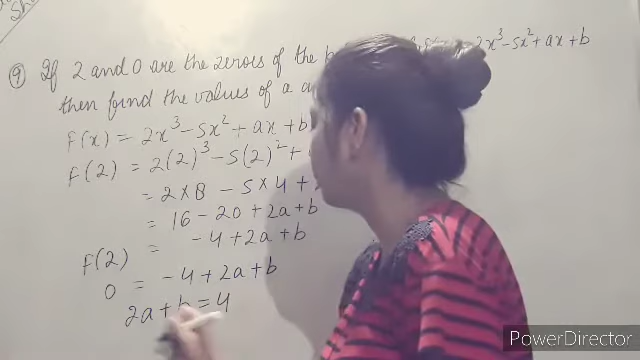 Sh
9 If 2 and 0 are the zeros of the 2x³-5x²+ax+b
then find the values of a
F(x) = 2x³-5x²+ax+b
F(2) = 2(2)³-5(2)²+
= 2×8 - 5×4 +
= 16 - 20 + 2a+b
F(2) = -4+2a+b
0 = -4+2a+b
2a+b=4
PowerDirector